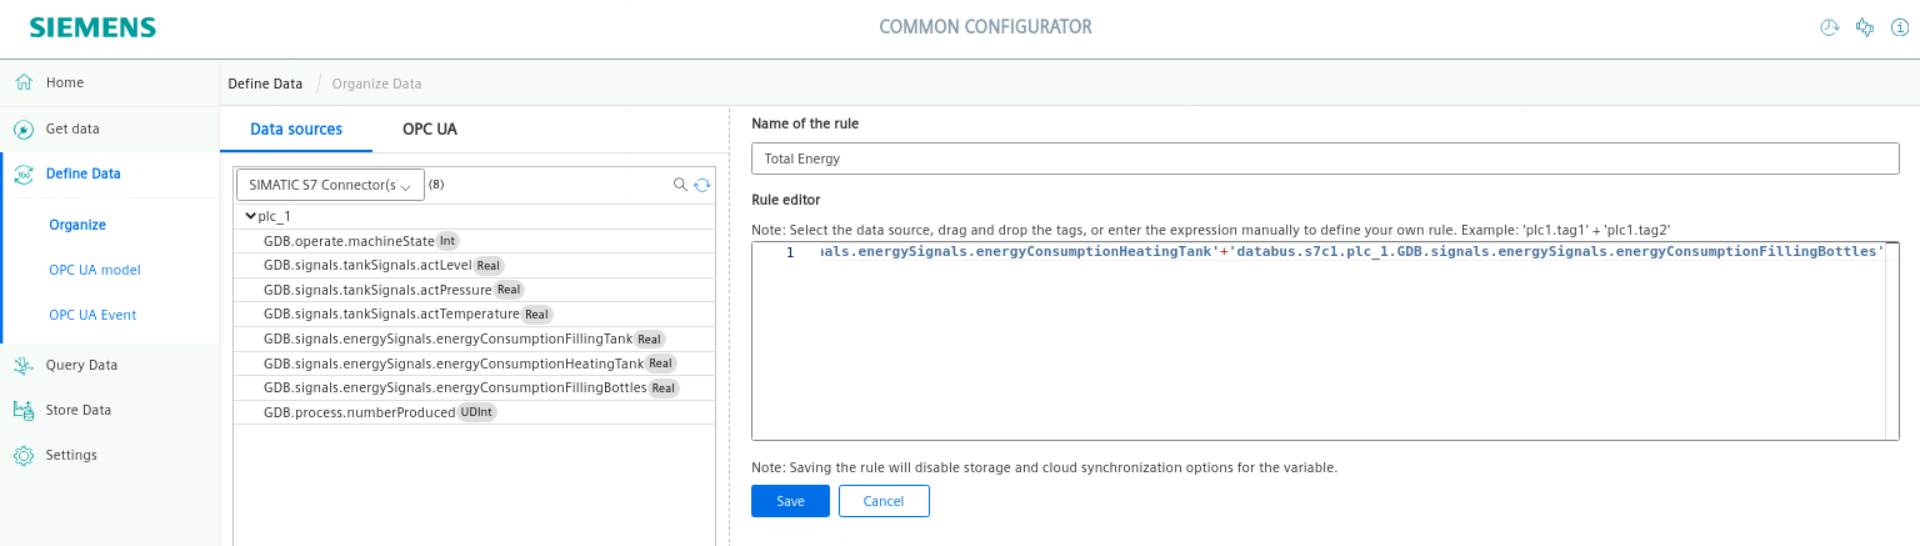 SIEMENS
COMMON CONFIGURATOR
Home
Get data
Define Data
Organize
OPC UA model
OPC UA Event
Query Data
Store Data
Settings
Define Data / Organize Data
Data sources OPC UA
SIMATIC S7 Connector(s (8)
plc_1
GDB.operate.machineState Int
GDB.signals.tankSignals.actLevel Real
GDB.signals.tankSignals.actPressure Real
GDB.signals.tankSignals.actTemperature Real
GDB.signals.energySignals.energyConsumptionFillingTank Real
GDB.signals.energySignals.energyConsumptionHeatingTank Real
GDB.signals.energySignals.energyConsumptionFillingBottles Real
GDB.process.numberProduced UDInt
Name of the rule
Total Energy
Rule editor
Note: Select the data source, drag and drop the tags, or enter the expression manually to define your own rule. Example: 'plc1.tag1' + 'plc1.tag2'
1 als.energySignals.energyConsumptionHeatingTank'+'databus.s7c1.plc_1.GDB.signals.energySignals.energyConsumptionFillingBottles'
Note: Saving the rule will disable storage and cloud synchronization options for the variable.
Save Cancel